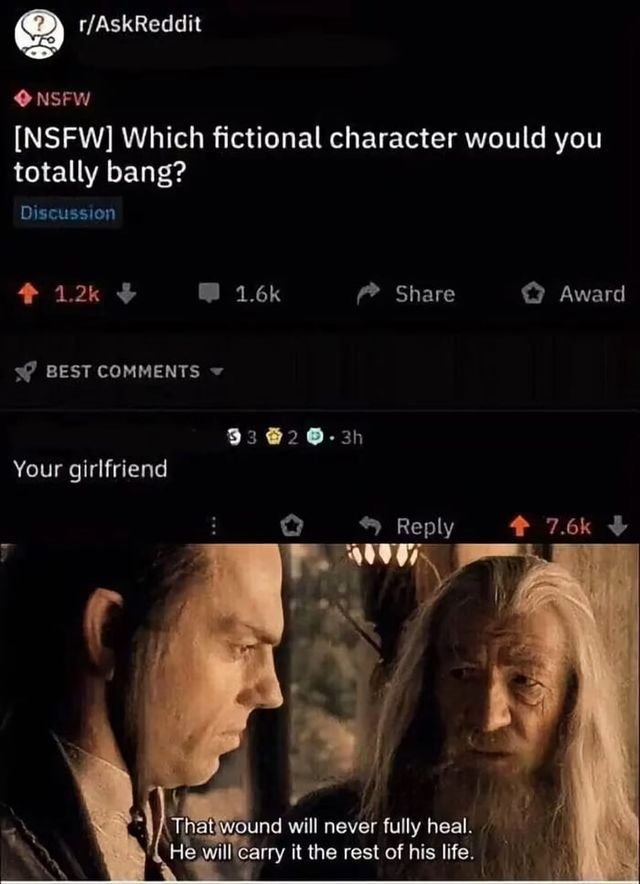 r/AskReddit
NSFW
[NSFW] Which fictional character would you
totally bang?
Discussion
1.2k 1.6k Share Award
BEST COMMENTS
S 3 2 • 3h
Your girlfriend
Reply 7.6k
That wound will never fully heal.
He will carry it the rest of his life.